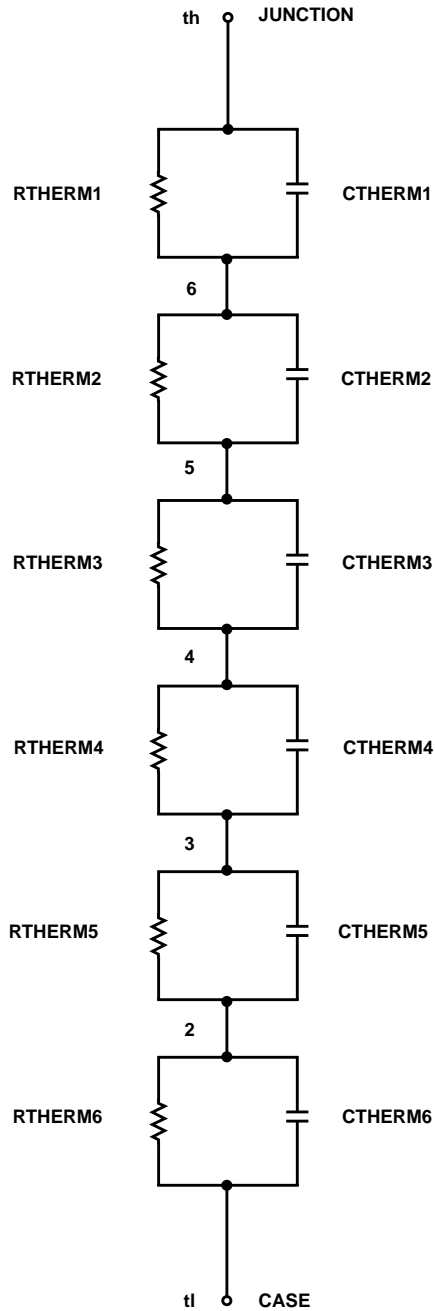 th JUNCTION
RTHERM1 CTHERM1
6
RTHERM2 CTHERM2
5
RTHERM3 CTHERM3
4
RTHERM4 CTHERM4
3
RTHERM5 CTHERM5
2
RTHERM6 CTHERM6
tl CASE